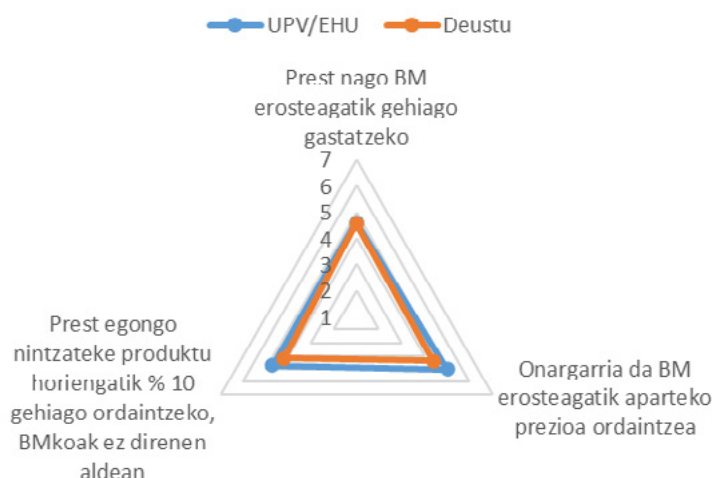 UPV/EHU Deustu
Prest nago BM
erosteagatik gehiago
gastatzeko
7
6
5
4
3
2
1
Prest egongo
nintzateke produktu
horiengatik % 10
gehiago ordaintzeko,
BMkoak ez direnen
aldean
Onargarria da BM
erosteagatik aparteko
prezioa ordaintzea